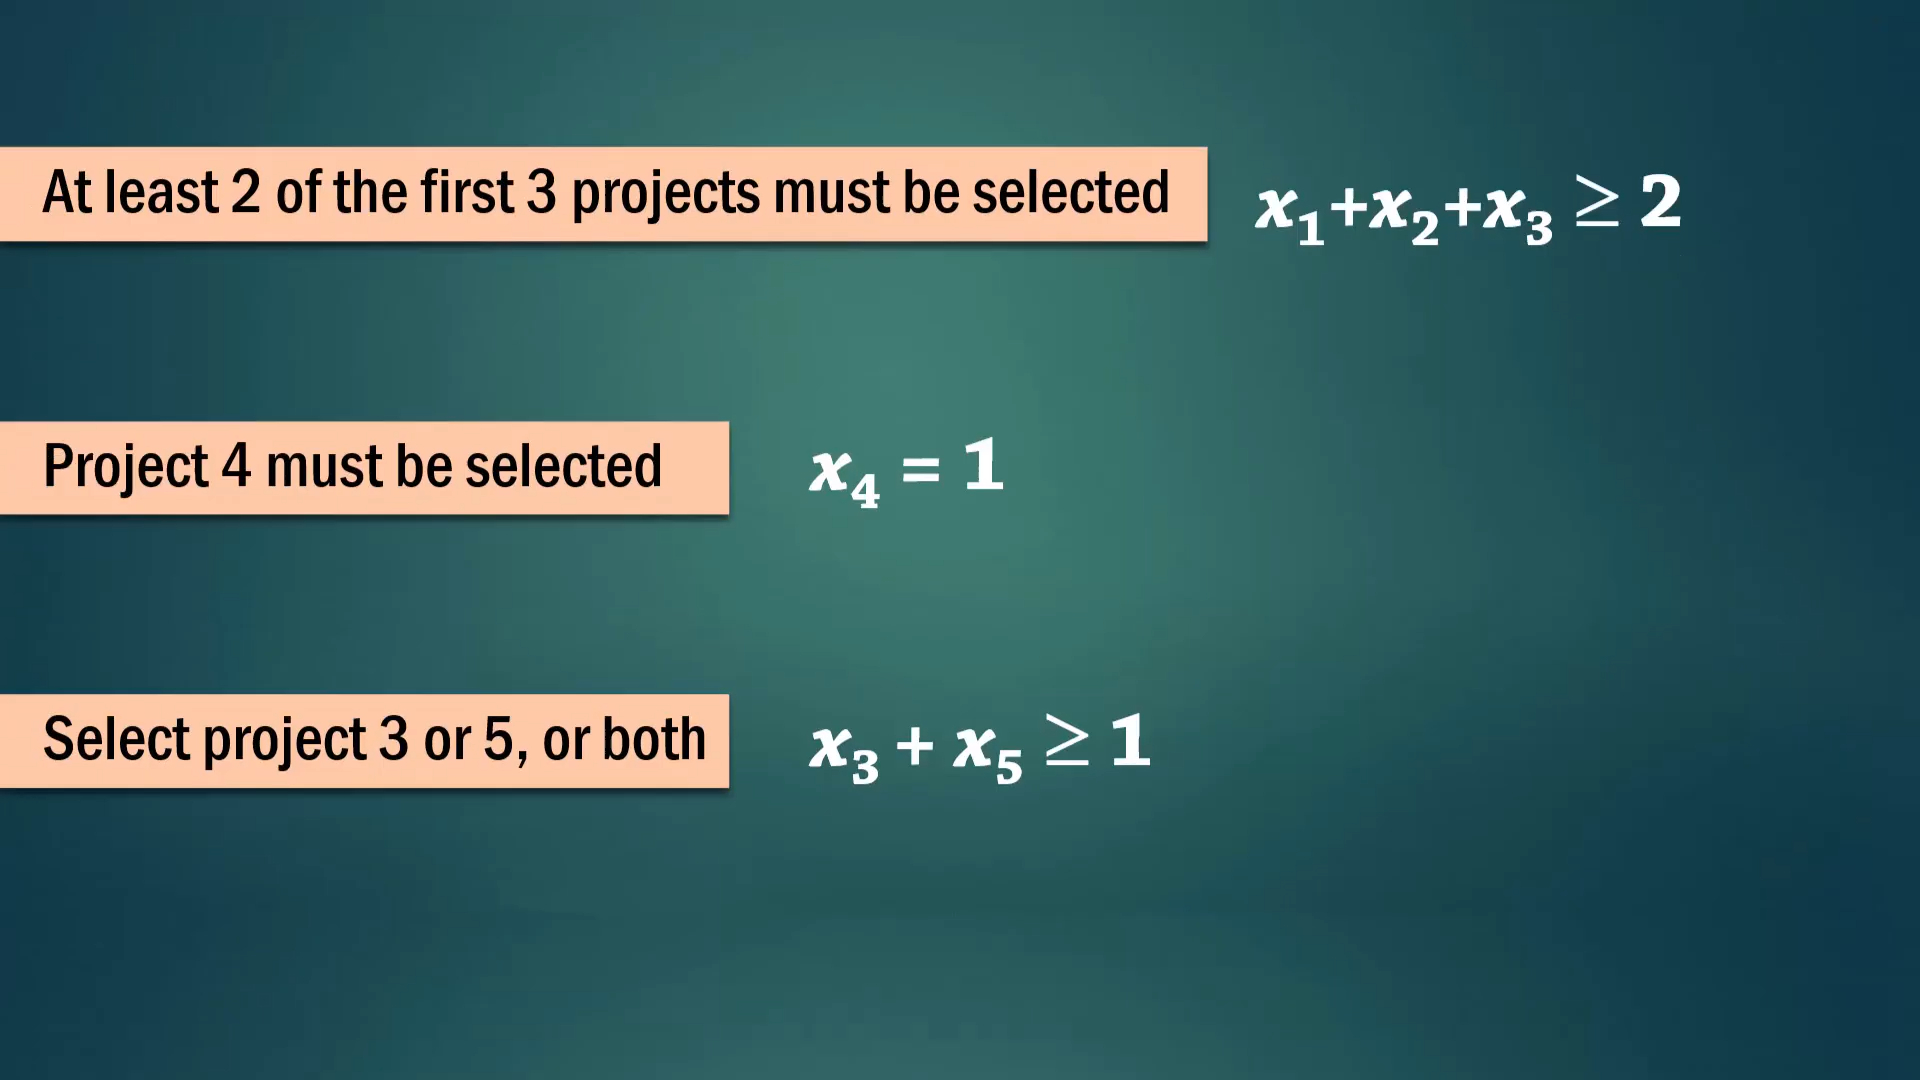 At least 2 of the first 3 projects must be selected
x₁+x₂+x₃ ≥ 2
Project 4 must be selected
x₄ = 1
Select project 3 or 5, or both
x₃ + x₅ ≥ 1